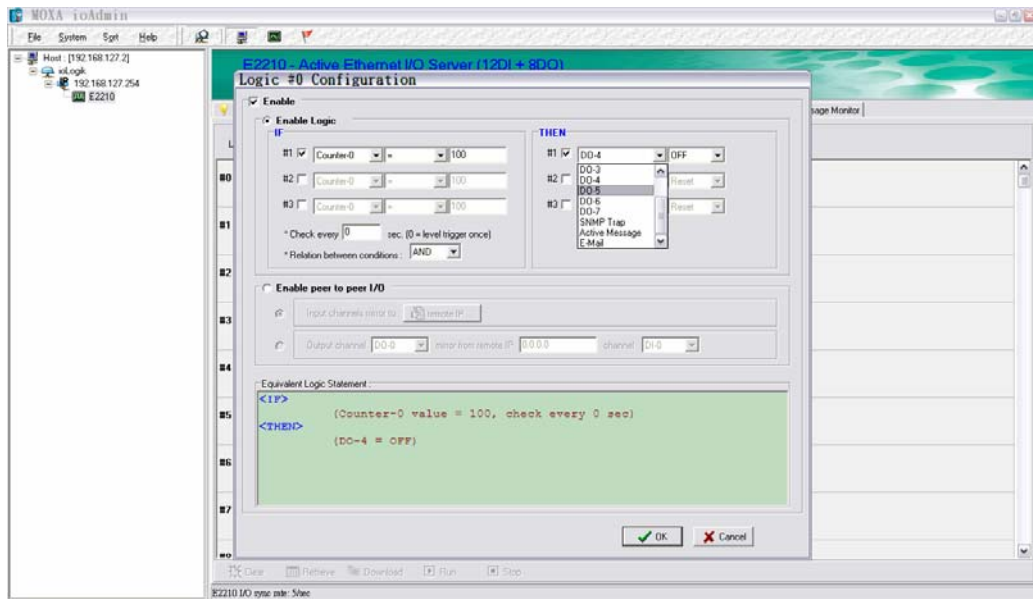 MOXA ioAdmin
File System Sort Help
Host : [192.168.127.2]
ioLogik
192.168.127.254
E2210
E2210 - Active Ethernet I/O Server (12DI + 8DO)
sage Monitor
Logic #0 Configuration
Enable
Enable Logic
IF
#1 Counter-0 = 100
#2 Counter-0 = 100
#3 Counter-0 = 100
* Check every 0 sec. (0 = level trigger once)
* Relation between conditions : AND
THEN
#1 DO-4 OFF
#2 Reset
#3 Reset
DO-3
DO-4
DO-5
DO-6
DO-7
SNMP Trap
Active Message
E-Mail
Enable peer to peer I/O
Input channels mirror to remote IP...
Output channel DO-0 mirror from remote IP 0.0.0.0 channel DI-0
Equivalent Logic Statement :
<IF>
(Counter-0 value = 100, check every 0 sec)
<THEN>
(DO-4 = OFF)
OK Cancel
L
#0
#1
#2
#3
#4
#5
#6
#7
Clear Retrieve Download Run Stop
E2210 I/O sync rate: 5/sec